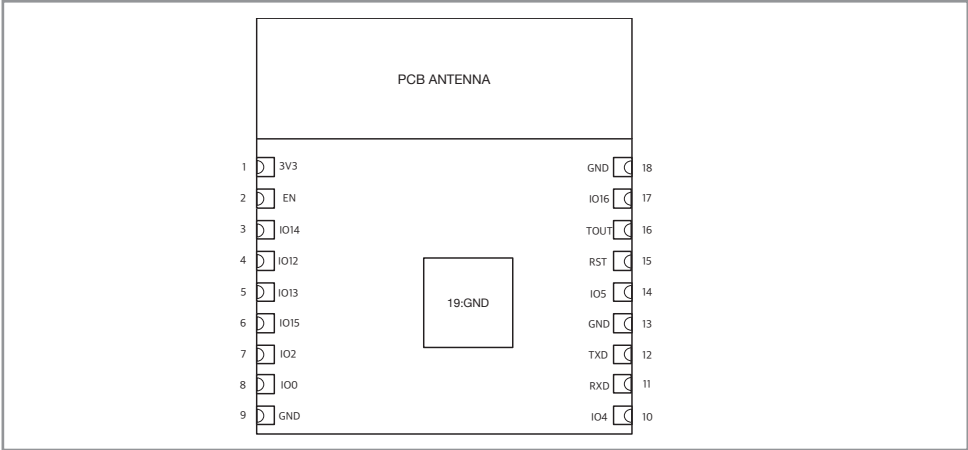 PCB ANTENNA
1 3V3 GND 18
2 EN IO16 17
3 IO14 TOUT 16
4 IO12 RST 15
5 IO13 IO5 14
19:GND
6 IO15 GND 13
7 IO2 TXD 12
8 IO0 RXD 11
9 GND IO4 10